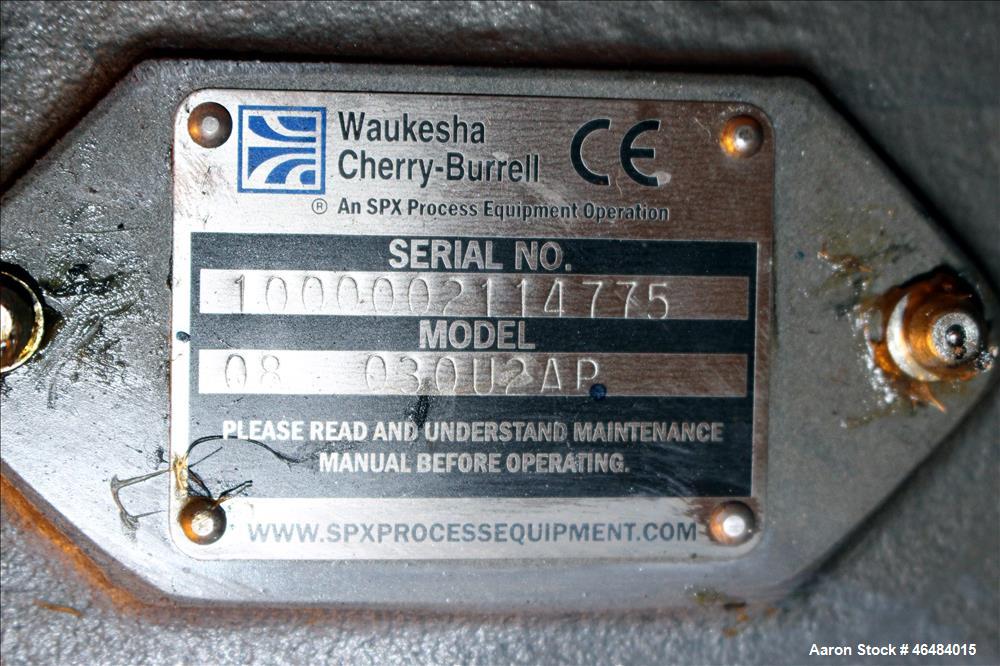 Waukesha
Cherry-Burrell
CE
® An SPX Process Equipment Operation
SERIAL NO.
1000002114775
MODEL
08 030U2AP
PLEASE READ AND UNDERSTAND MAINTENANCE
MANUAL BEFORE OPERATING.
WWW.SPXPROCESSEQUIPMENT.COM
Aaron Stock # 46484015